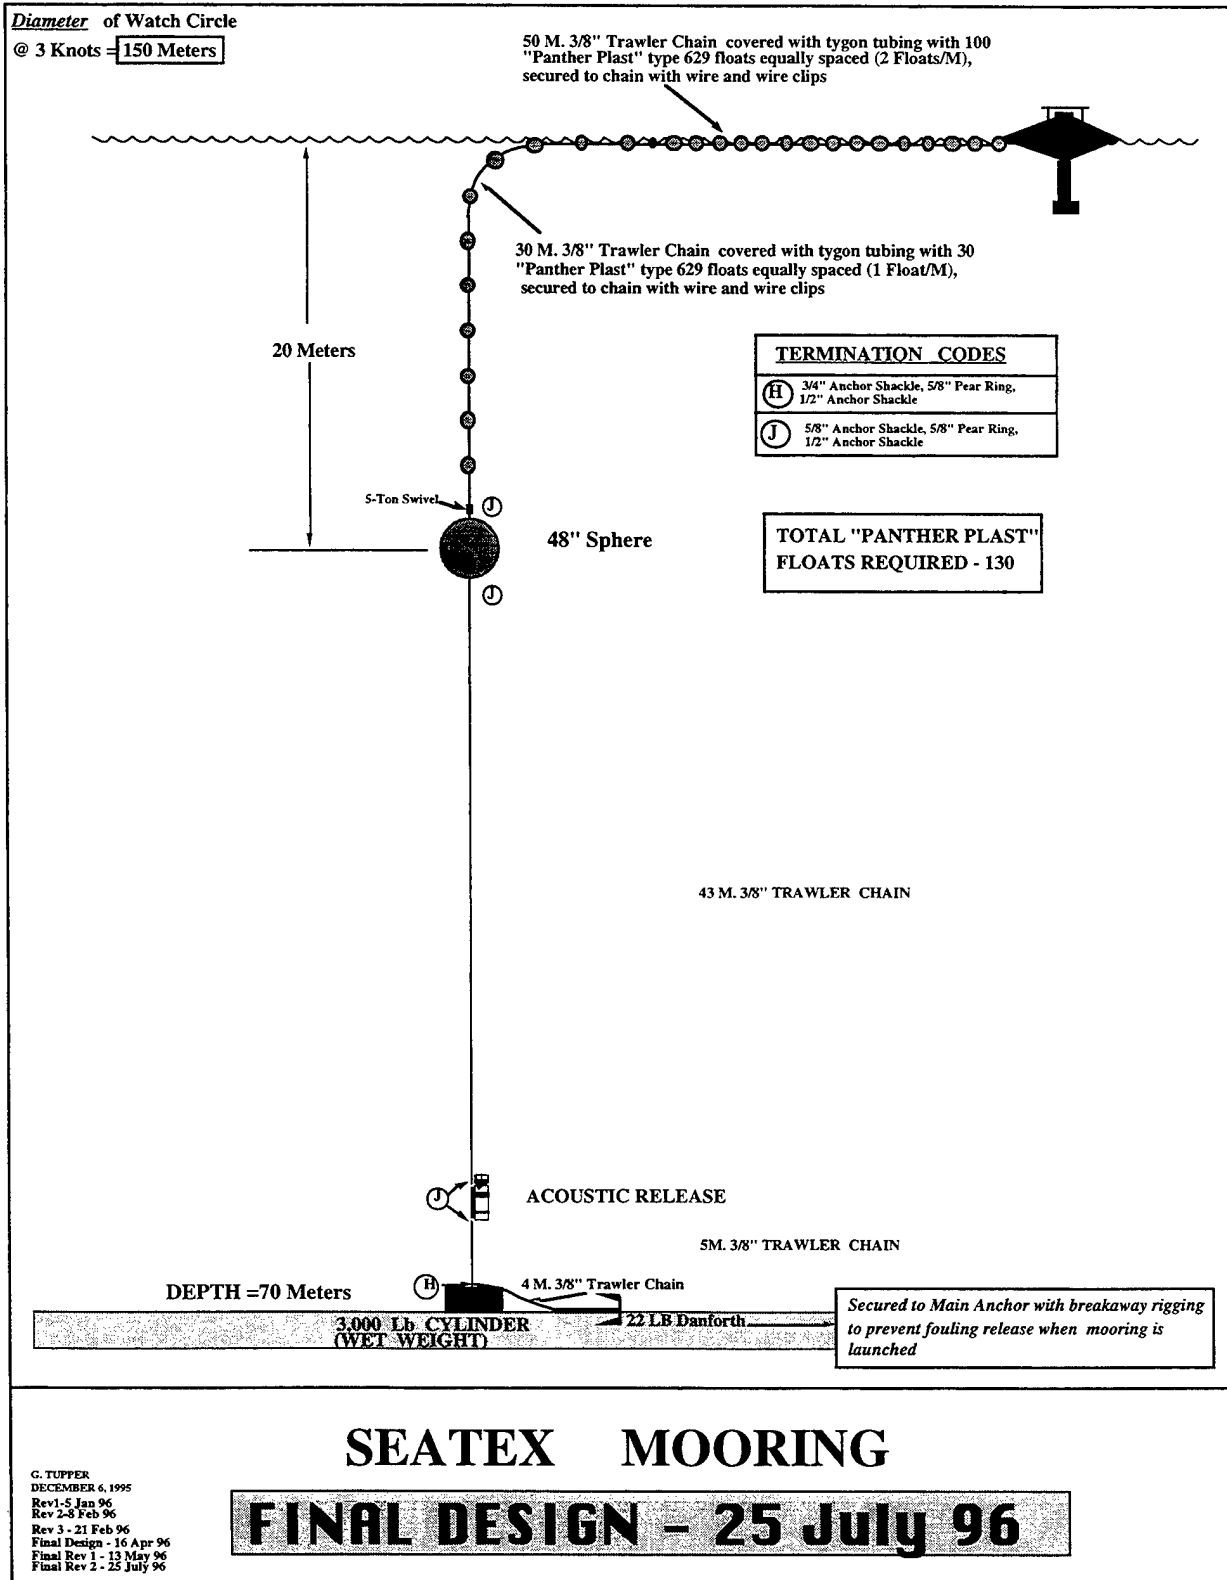 Diameter of Watch Circle
@ 3 Knots = 150 Meters
50 M. 3/8" Trawler Chain covered with tygon tubing with 100
"Panther Plast" type 629 floats equally spaced (2 Floats/M),
secured to chain with wire and wire clips
30 M. 3/8" Trawler Chain covered with tygon tubing with 30
"Panther Plast" type 629 floats equally spaced (1 Float/M),
secured to chain with wire and wire clips
20 Meters
TERMINATION CODES
H 3/4" Anchor Shackle, 5/8" Pear Ring,
1/2" Anchor Shackle
J 5/8" Anchor Shackle, 5/8" Pear Ring,
1/2" Anchor Shackle
5-Ton Swivel
J
48" Sphere
TOTAL "PANTHER PLAST"
FLOATS REQUIRED - 130
J
43 M. 3/8" TRAWLER CHAIN
J
ACOUSTIC RELEASE
5M. 3/8" TRAWLER CHAIN
DEPTH =70 Meters
H
4 M. 3/8" Trawler Chain
3,000 Lb CYLINDER
(WET WEIGHT)
22 LB Danforth
Secured to Main Anchor with breakaway rigging
to prevent fouling release when mooring is
launched
SEATEX MOORING
G. TUPPER
DECEMBER 6, 1995
Rev1-5 Jan 96
Rev 2-8 Feb 96
Rev 3 - 21 Feb 96
Final Design - 16 Apr 96
Final Rev 1 - 13 May 96
Final Rev 2 - 25 July 96
FINAL DESIGN - 25 July 96